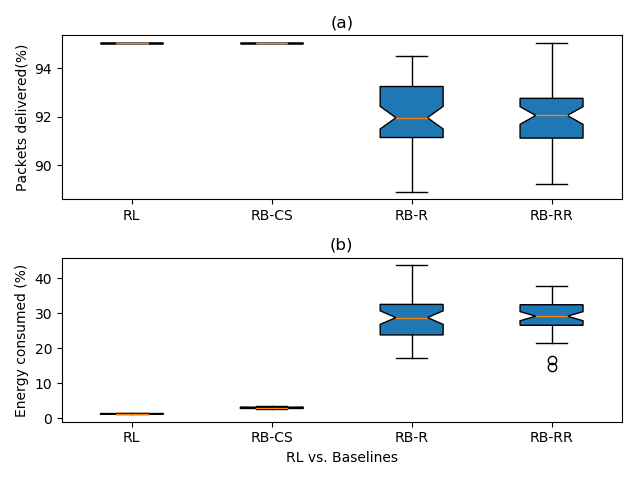 (a)
Packets delivered(%)
94
92
90
RL RB-CS RB-R RB-RR
(b)
Energy consumed (%)
40
30
20
10
0
RL RB-CS RB-R RB-RR
RL vs. Baselines